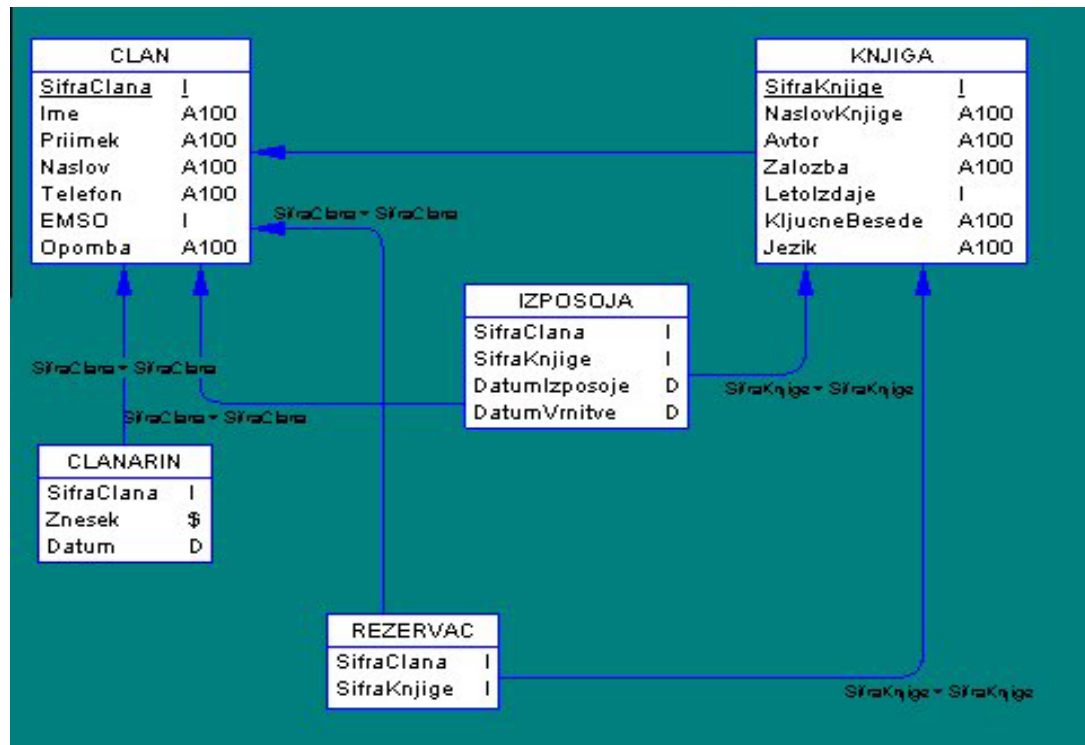 CLAN
SifraClana I
Ime A100
Priimek A100
Naslov A100
Telefon A100
EMSO I
Opomba A100
KNJIGA
SifraKnjige I
NaslovKnjige A100
Avtor A100
Zalozba A100
LetoIzdaje I
KljucneBesede A100
Jezik A100
SifraClana = SifraClana
IZPOSOJA
SifraClana I
SifraKnjige I
DatumIzposoje D
DatumVrnitve D
SifraClana = SifraClana
SifraKnjige = SifraKnjige
SifraClana = SifraClana
CLANARIN
SifraClana I
Znesek $
Datum D
REZERVAC
SifraClana I
SifraKnjige I
SifraKnjige = SifraKnjige